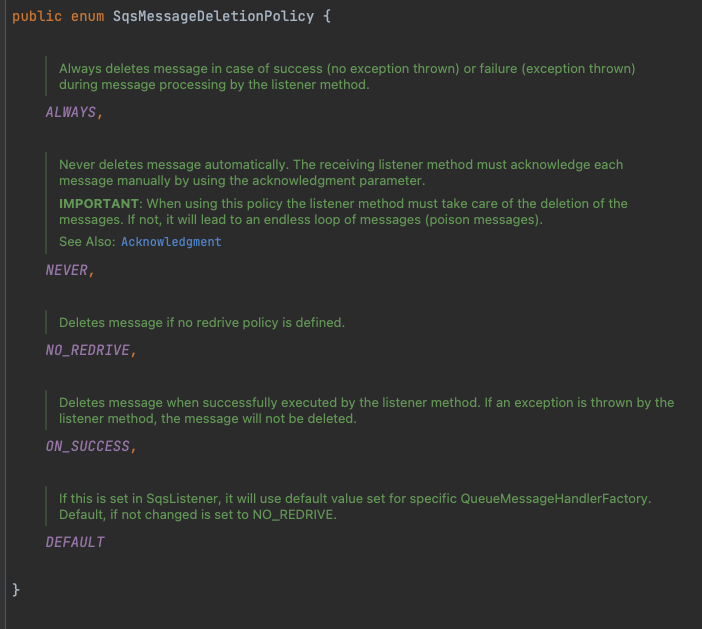 public enum SqsMessageDeletionPolicy {
Always deletes message in case of success (no exception thrown) or failure (exception thrown)
during message processing by the listener method.
ALWAYS,
Never deletes message automatically. The receiving listener method must acknowledge each
message manually by using the acknowledgment parameter.
IMPORTANT: When using this policy the listener method must take care of the deletion of the
messages. If not, it will lead to an endless loop of messages (poison messages).
See Also: Acknowledgment
NEVER,
Deletes message if no redrive policy is defined.
NO_REDRIVE,
Deletes message when successfully executed by the listener method. If an exception is thrown by the
listener method, the message will not be deleted.
ON_SUCCESS,
If this is set in SqsListener, it will use default value set for specific QueueMessageHandlerFactory.
Default, if not changed is set to NO_REDRIVE.
DEFAULT
}